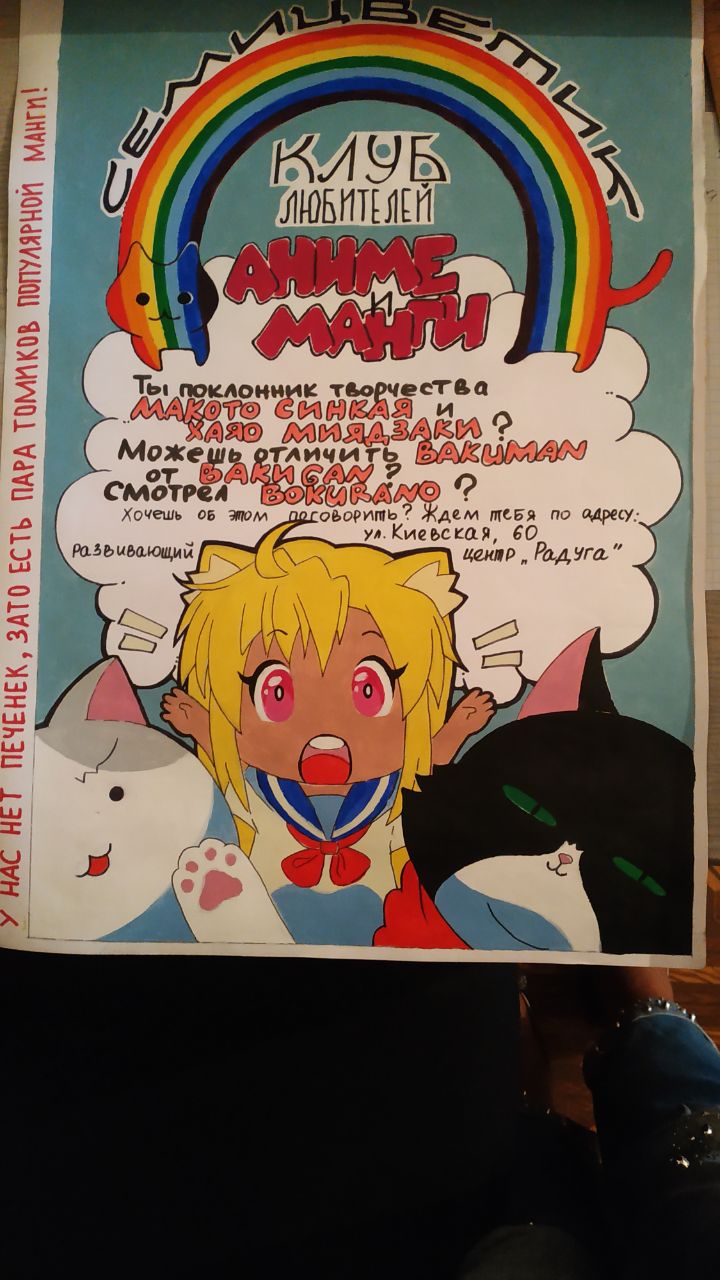 СЕМИЦВЕТИК
КЛУБ
ЛЮБИТЕЛЕЙ
АНИМЕ
И
МАНГИ
Ты поклонник творчества
МАКОТО СИНКАЯ и
ХАЯО МИЯДЗАКИ?
Можешь отличить BAKUMAN
от BAKUGAN?
Смотрел BOKURANO?
Хочешь об этом поговорить? Ждем тебя по адресу:
ул. Киевская, 60
развивающий центр „Радуга"
У НАС НЕТ ПЕЧЕНЕК, ЗАТО ЕСТЬ ПАРА ТОМИКОВ ПОПУЛЯРНОЙ МАНГИ!